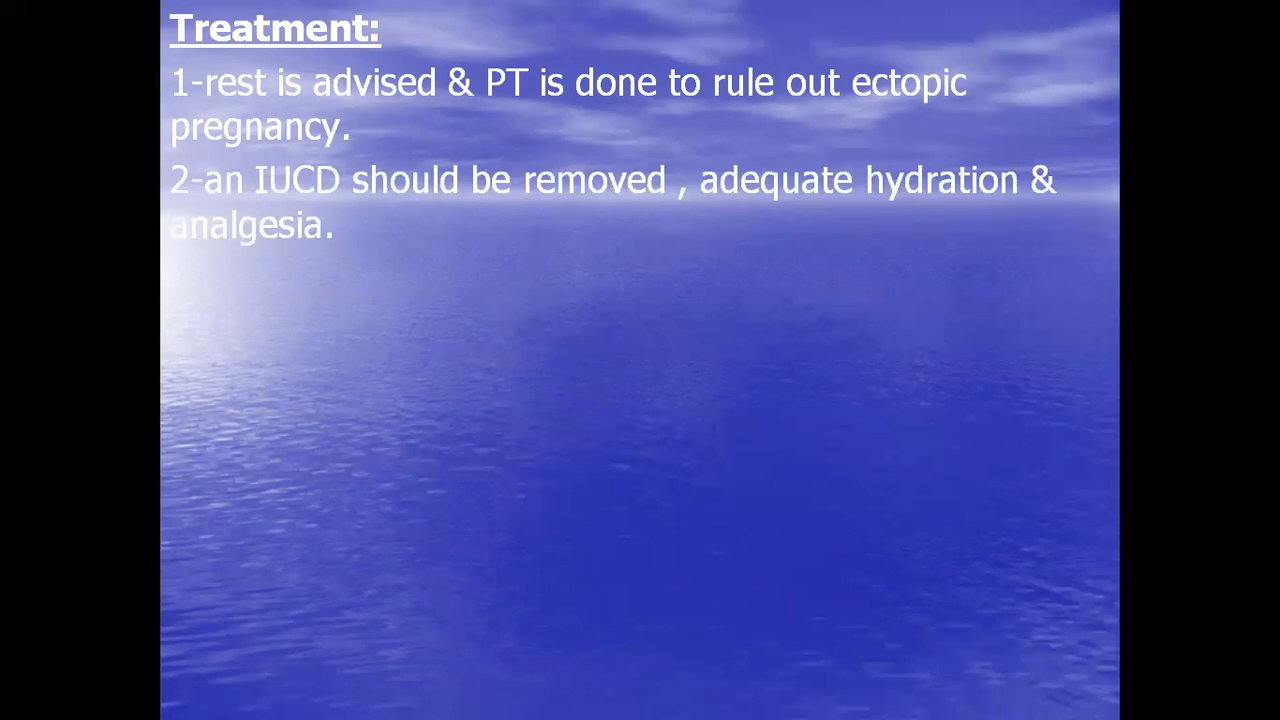 Treatment:
1-rest is advised & PT is done to rule out ectopic
pregnancy.
2-an IUCD should be removed , adequate hydration &
analgesia.